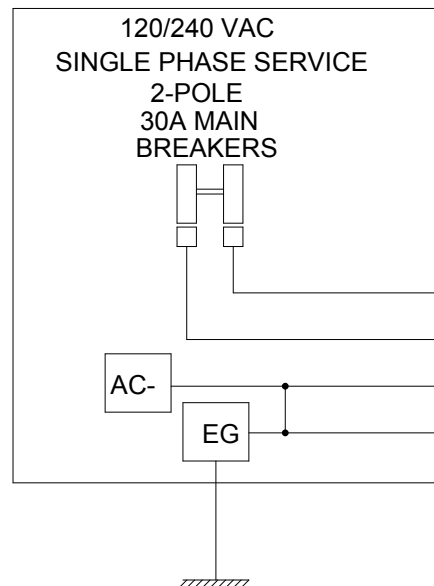 120/240 VAC
SINGLE PHASE SERVICE
2-POLE
30A MAIN
BREAKERS
AC-
EG